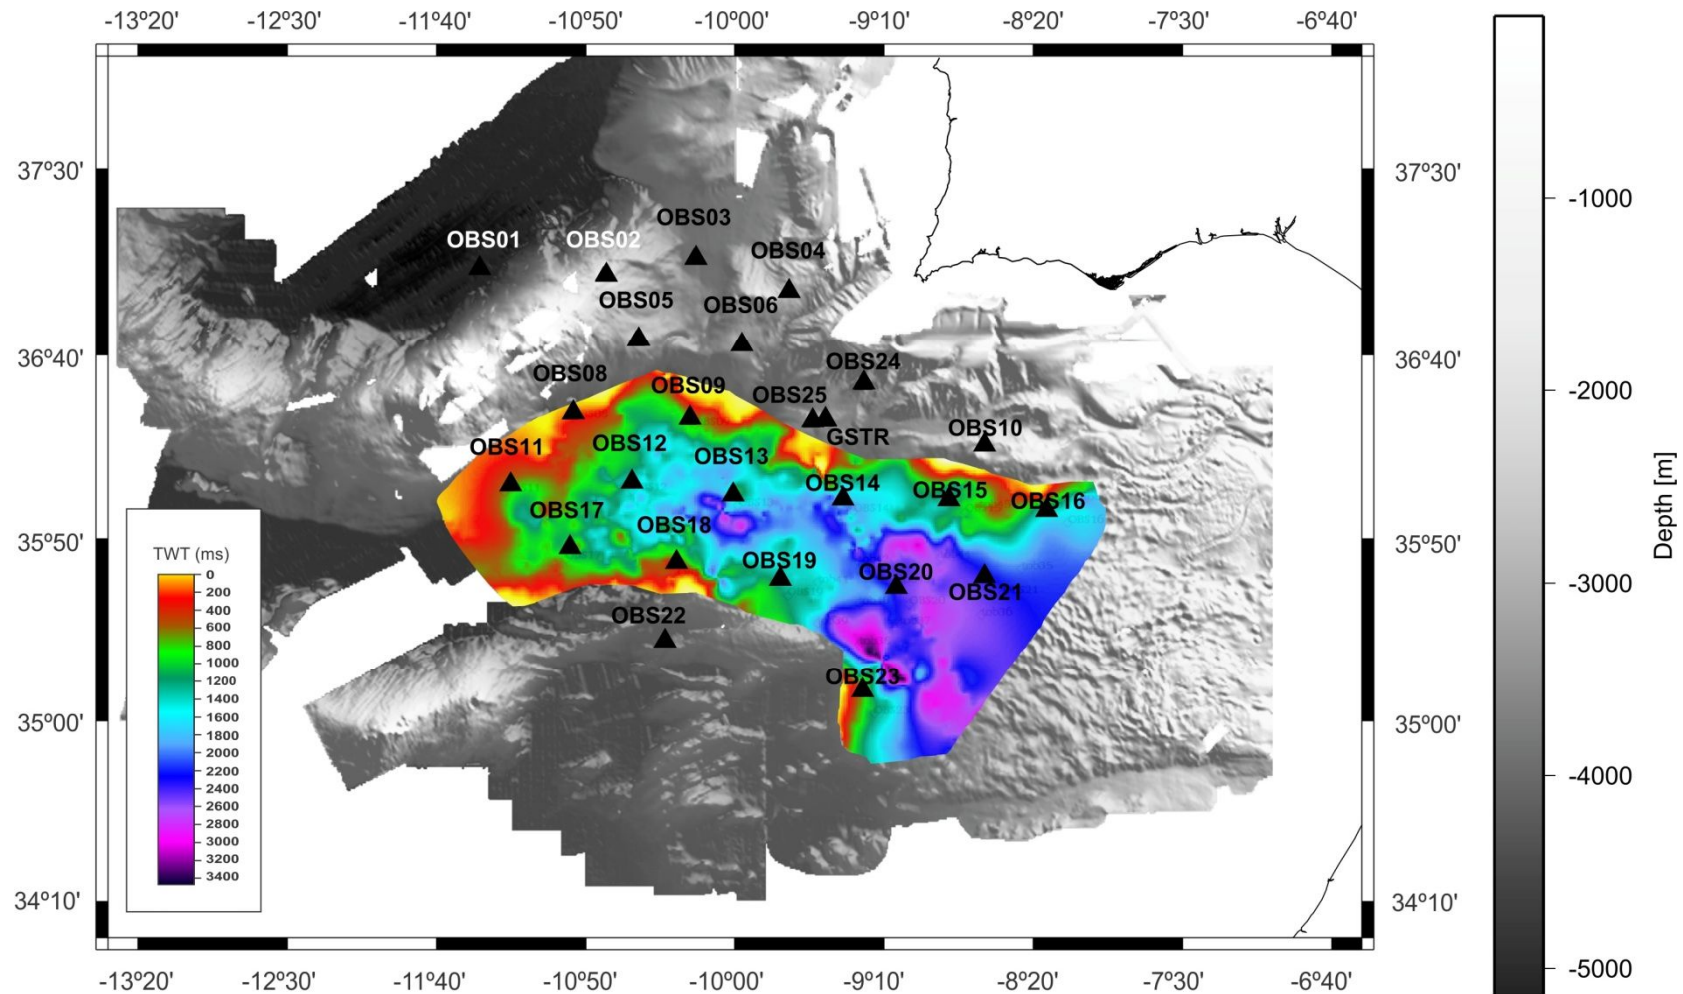 -13º20' -12º30' -11º40' -10º50' -10º00' -9º10' -8º20' -7º30' -6º40'
37º30' 37º30'
OBS03
OBS01 OBS02
OBS04
OBS05 OBS06
36º40' 36º40'
OBS24
OBS08 OBS09
OBS25
GSTR OBS10
OBS11 OBS12 OBS13
OBS14 OBS15 OBS16
OBS17 OBS18
35º50' 35º50'
OBS19 OBS20 OBS21
OBS22
OBS23
35º00' 35º00'
34º10' 34º10'
-13º20' -12º30' -11º40' -10º50' -10º00' -9º10' -8º20' -7º30' -6º40'
TWT (ms)
0
200
400
600
800
1000
1200
1400
1600
1800
2000
2200
2400
2600
2800
3000
3200
3400
-1000
-2000
-3000
-4000
-5000
Depth [m]